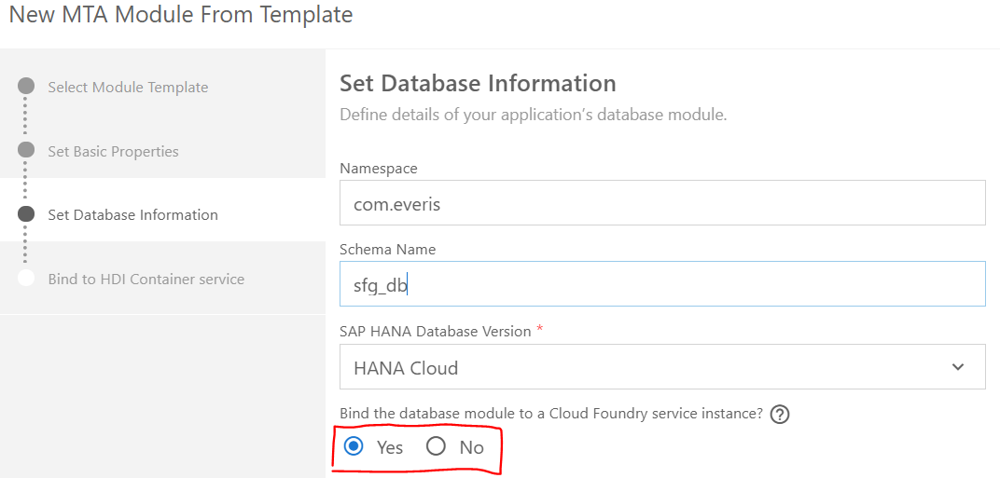 New MTA Module From Template
Select Module Template
Set Basic Properties
Set Database Information
Bind to HDI Container service
Set Database Information
Define details of your application’s database module.
Namespace
com.everis
Schema Name
sfg_db
SAP HANA Database Version *
HANA Cloud
Bind the database module to a Cloud Foundry service instance? ?
Yes No